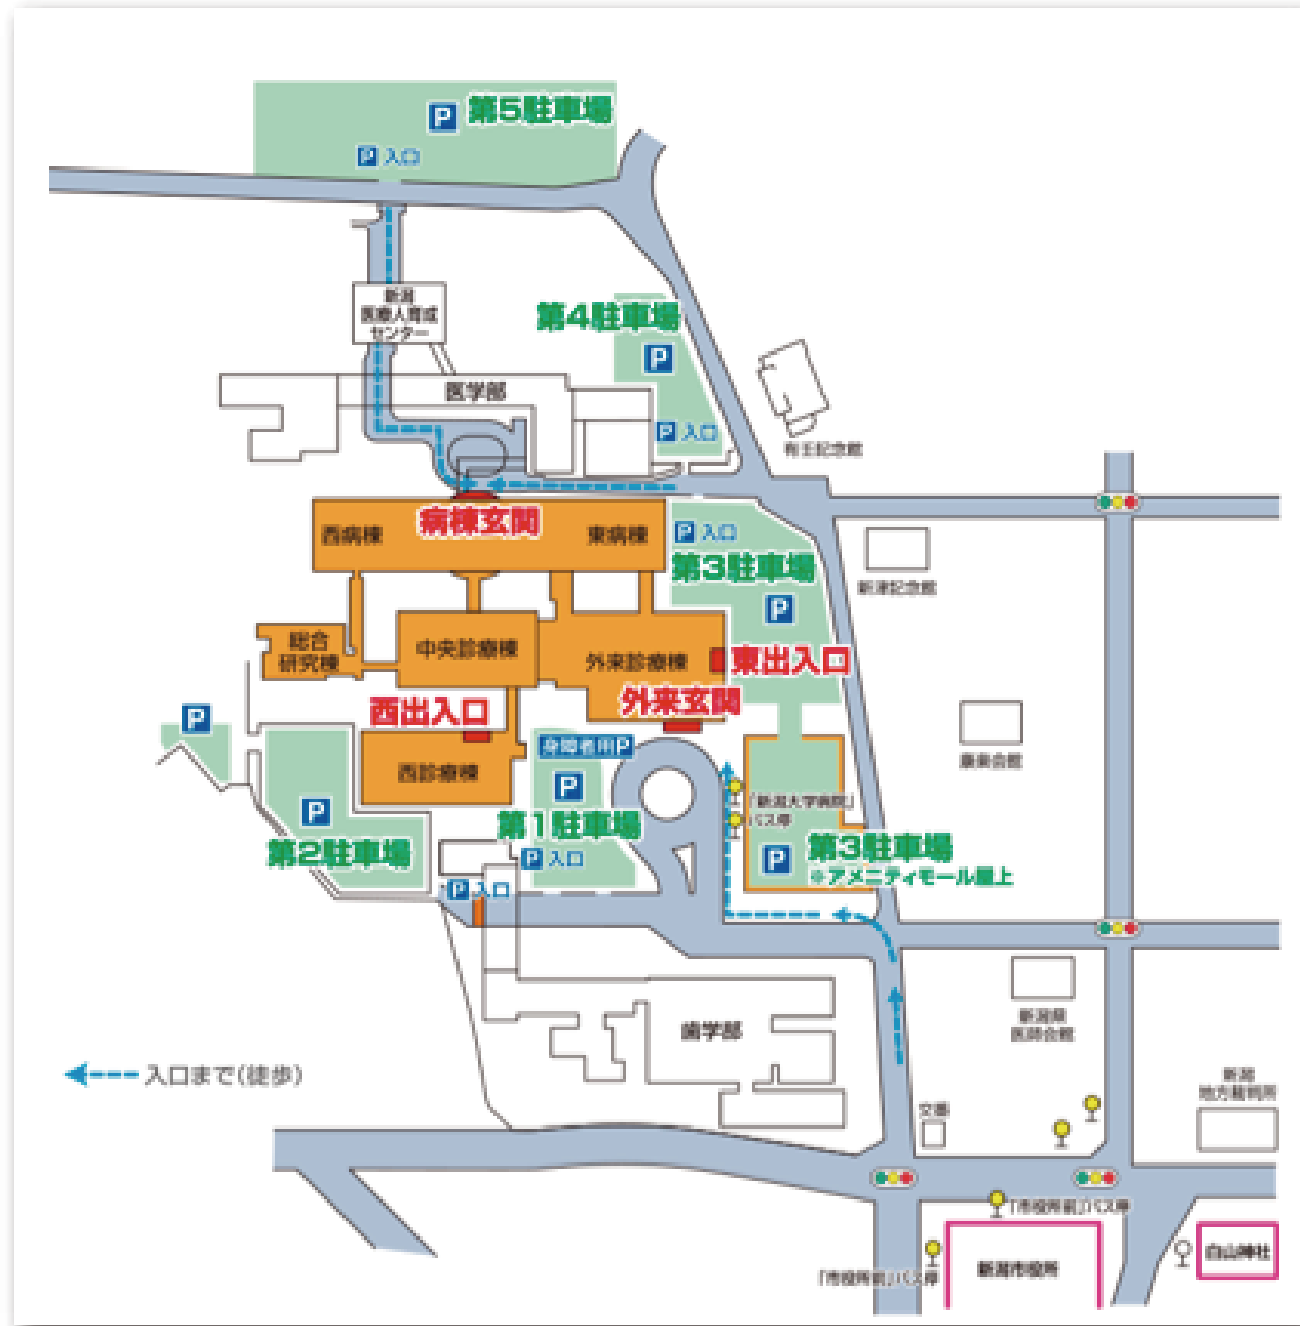 P 第5駐車場
P 入口
新潟
医療人育成
センター
第4駐車場
P
医学部
P 入口
有壬記念館
病棟玄関
西病棟
東病棟
P 入口
第3駐車場
P
新津記念館
総合
研究棟
中央診療棟
外来診療棟
東出入口
西出入口
外来玄関
P
身障者用P
西診療棟
P
P
「新潟大学病院」
バス停
第1駐車場
第2駐車場
P 入口
P 入口
P
第3駐車場
※アメニティモール屋上
歯学部
新潟県
医師会館
入口まで(徒歩)
新潟
地方裁判所
交番
「市役所前」バス停
「市役所前」バス停
新潟市役所
白山神社